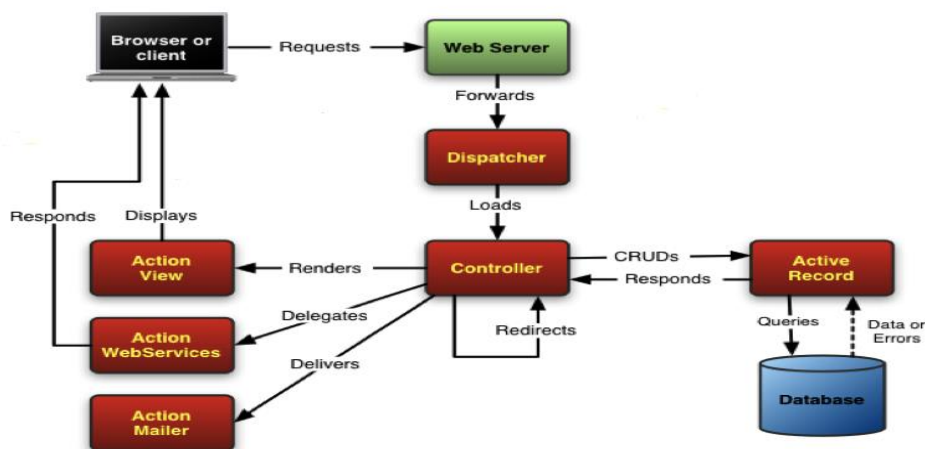 Browser or
client
Requests
Web Server
Forwards
Dispatcher
Loads
Responds
Displays
Action
View
Renders
Controller
CRUDs
Responds
Active
Record
Delegates
Redirects
Queries
Data or
Errors
Action
WebServices
Delivers
Database
Action
Mailer